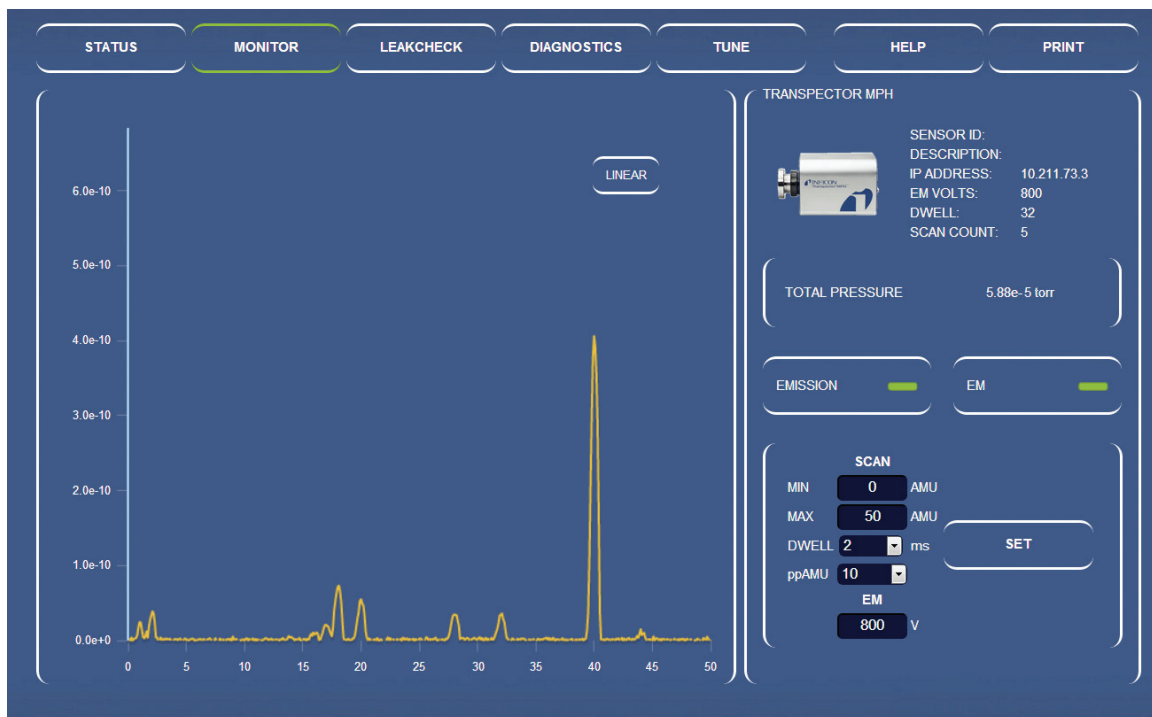 STATUS MONITOR LEAKCHECK DIAGNOSTICS TUNE HELP PRINT
LINEAR
6.0e-10
5.0e-10
4.0e-10
3.0e-10
2.0e-10
1.0e-10
0.0e+0
0 5 10 15 20 25 30 35 40 45 50
TRANSPECTOR MPH
INFICON
SENSOR ID:
DESCRIPTION:
IP ADDRESS: 10.211.73.3
EM VOLTS: 800
DWELL: 32
SCAN COUNT: 5
TOTAL PRESSURE 5.88e-5 torr
EMISSION EM
SCAN
MIN 0 AMU
MAX 50 AMU
DWELL 2 ms
SET
ppAMU 10
EM
800 V